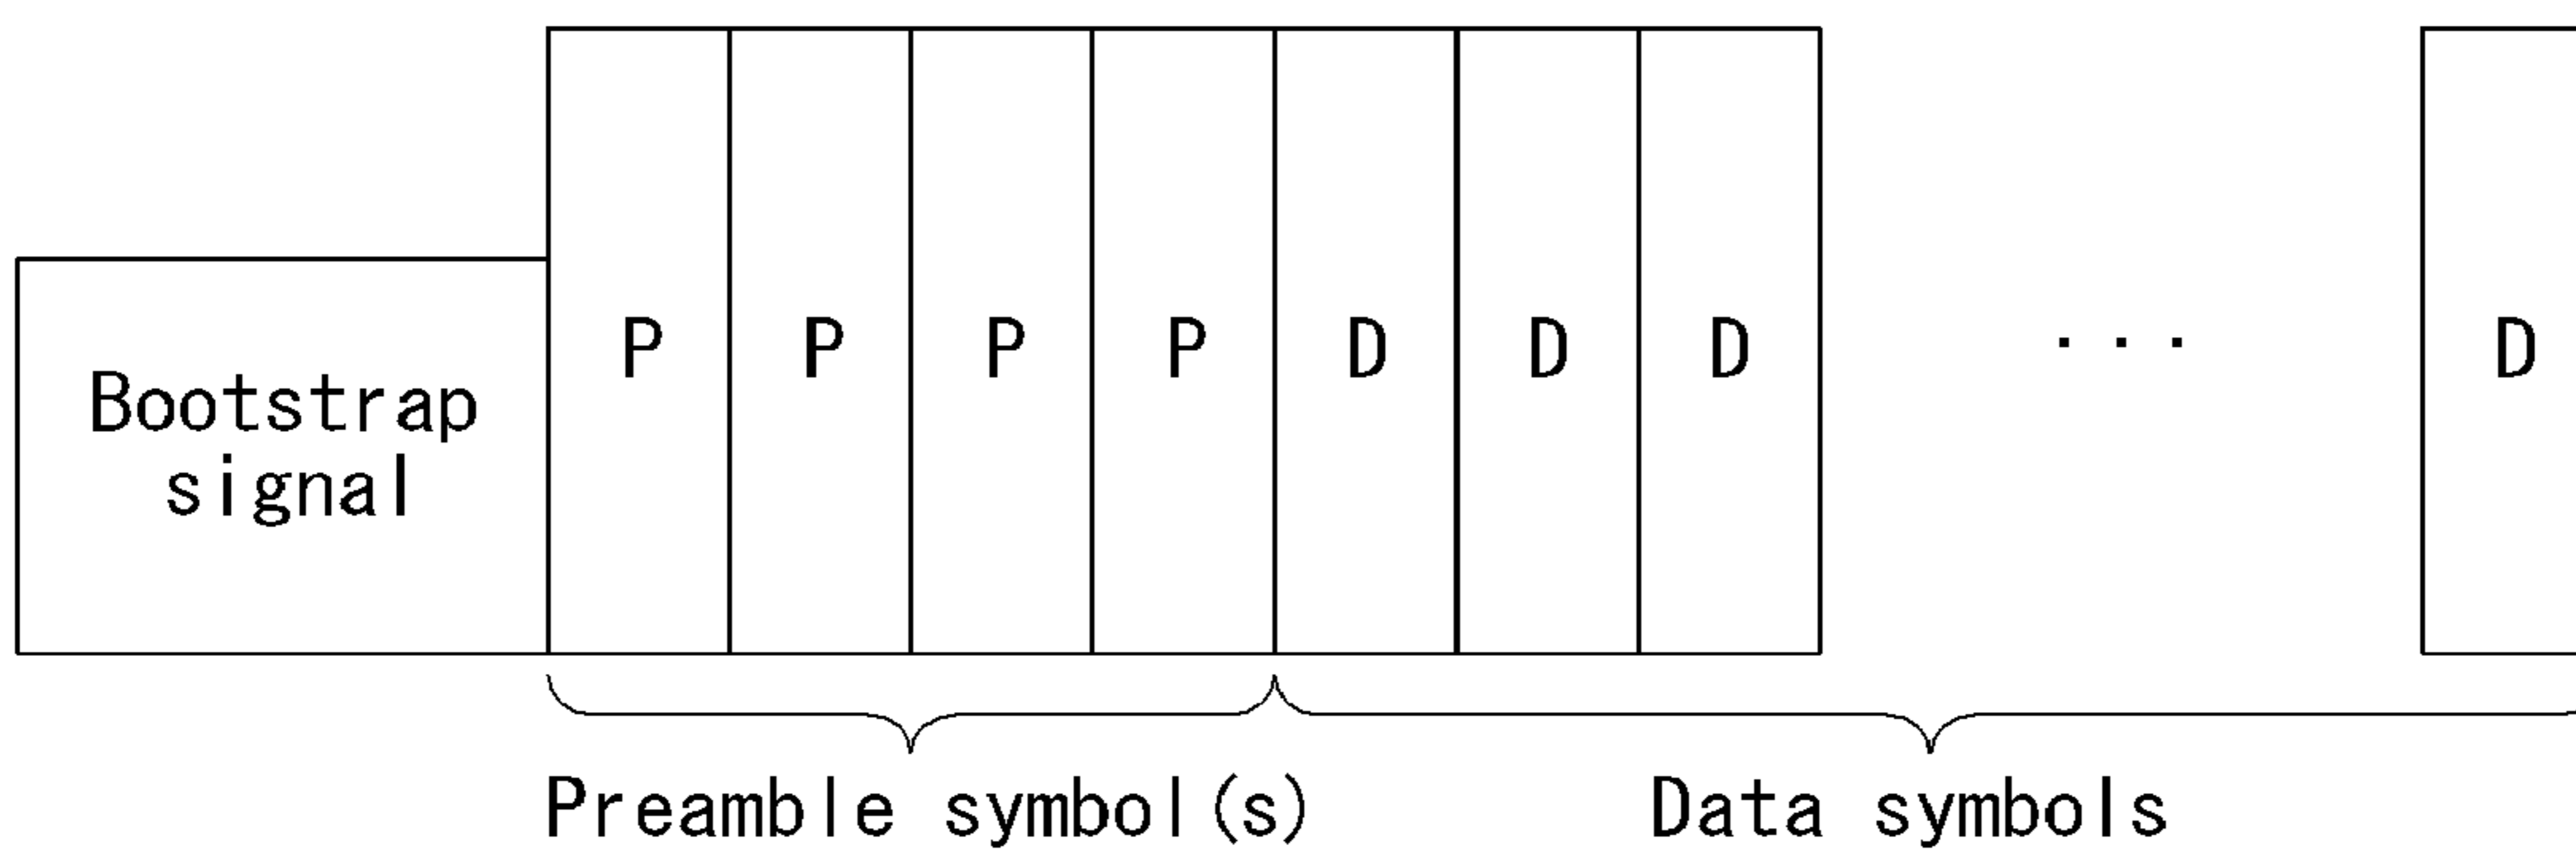 P P P P D D D ... D
Bootstrap
signal
Preamble symbol(s) Data symbols